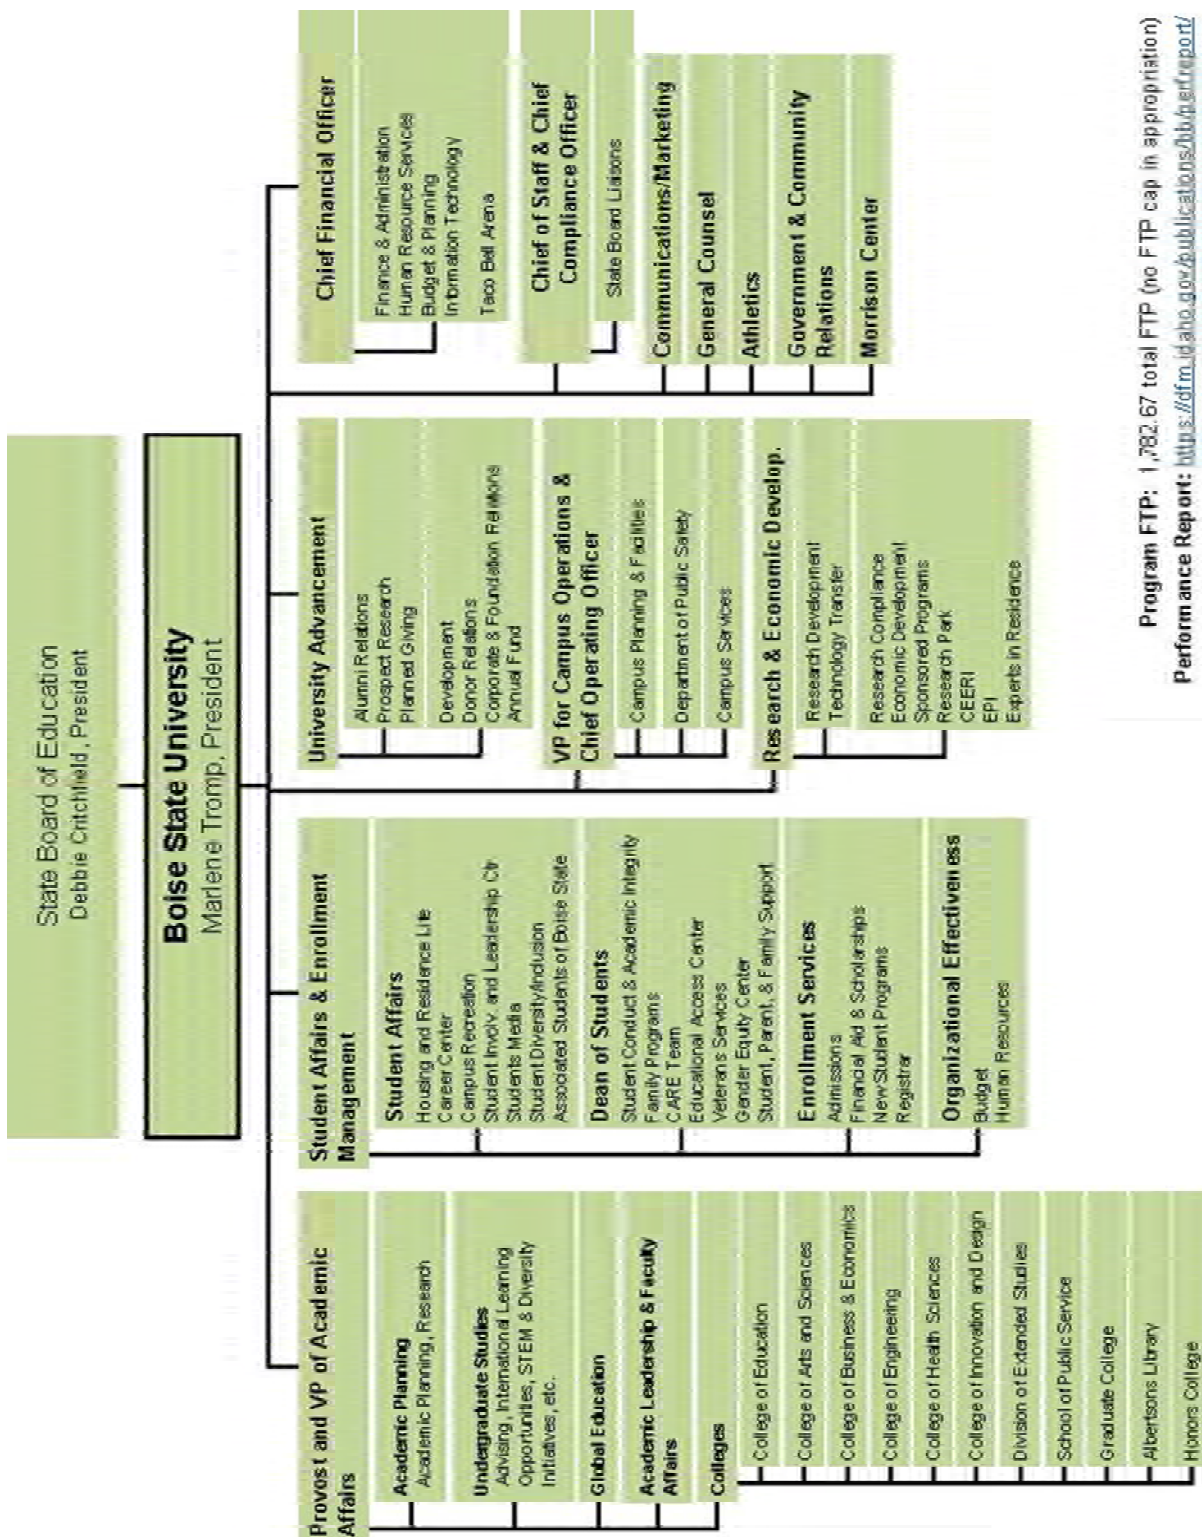 State Board of Education
Debbie Critchfield, President
Boise State University
Marlene Tromp, President
Provost and VP of Academic
Affairs
Academic Planning
Academic Planning, Research
Undergraduate Studies
Advising, International Learning
Opportunities, STEM & Diversity
Initiatives, etc.
Global Education
Academic Leadership & Faculty
Affairs
Colleges
College of Education
College of Arts and Sciences
College of Business & Economics
College of Engineering
College of Health Sciences
College of Innovation and Design
Division of Extended Studies
School of Public Service
Graduate College
Albertsons Library
Honors College
Student Affairs & Enrollment
Management
Student Affairs
Housing and Residence Life
Career Center
Campus Recreation
Student Involv. and Leadership Ctr
Students Media
Student Diversity/Inclusion
Associated Students of Boise State
Dean of Students
Student Conduct & Academic Integrity
Family Programs
CARE Team
Educational Access Center
Veterans Services
Gender Equity Center
Student, Parent, & Family Support
Enrollment Services
Admissions
Financial Aid & Scholarships
New Student Programs
Registrar
Organizational Effectiveness
Budget
Human Resources
University Advancement
Alumni Relations
Prospect Research
Planned Giving
Development
Donor Relations
Corporate & Foundation Relations
Annual Fund
VP for Campus Operations &
Chief Operating Officer
Campus Planning & Facilities
Department of Public Safety
Campus Services
Research & Economic Develop.
Research Development
Technology Transfer
Research Compliance
Economic Development
Sponsored Programs
Research Park
CEERI
EPI
Experts in Residence
Chief Financial Officer
Finance & Administration
Human Resource Services
Budget & Planning
Information Technology
Taco Bell Arena
Chief of Staff & Chief
Compliance Officer
State Board Liaisons
Communications/Marketing
General Counsel
Athletics
Government & Community
Relations
Morrison Center
Program FTP: 1,782.67 total FTP (no FTP cap in appropriation)
Performance Report: https://dfm.idaho.gov/publications/bb/perfreport/